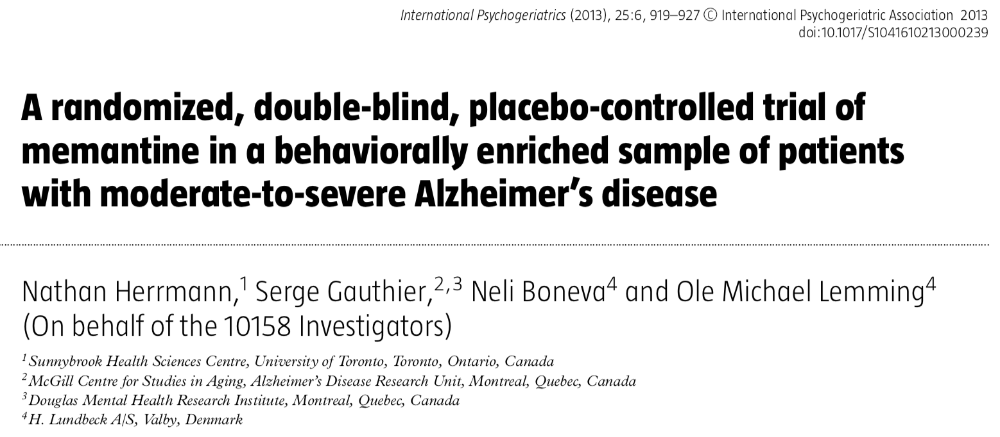 International Psychogeriatrics (2013), 25:6, 919–927 © International Psychogeriatric Association 2013
doi:10.1017/S1041610213000239
A randomized, double-blind, placebo-controlled trial of
memantine in a behaviorally enriched sample of patients
with moderate-to-severe Alzheimer’s disease
Nathan Herrmann,¹ Serge Gauthier,²,³ Neli Boneva⁴ and Ole Michael Lemming⁴
(On behalf of the 10158 Investigators)
¹Sunnybrook Health Sciences Centre, University of Toronto, Toronto, Ontario, Canada
²McGill Centre for Studies in Aging, Alzheimer’s Disease Research Unit, Montreal, Quebec, Canada
³Douglas Mental Health Research Institute, Montreal, Quebec, Canada
⁴H. Lundbeck A/S, Valby, Denmark